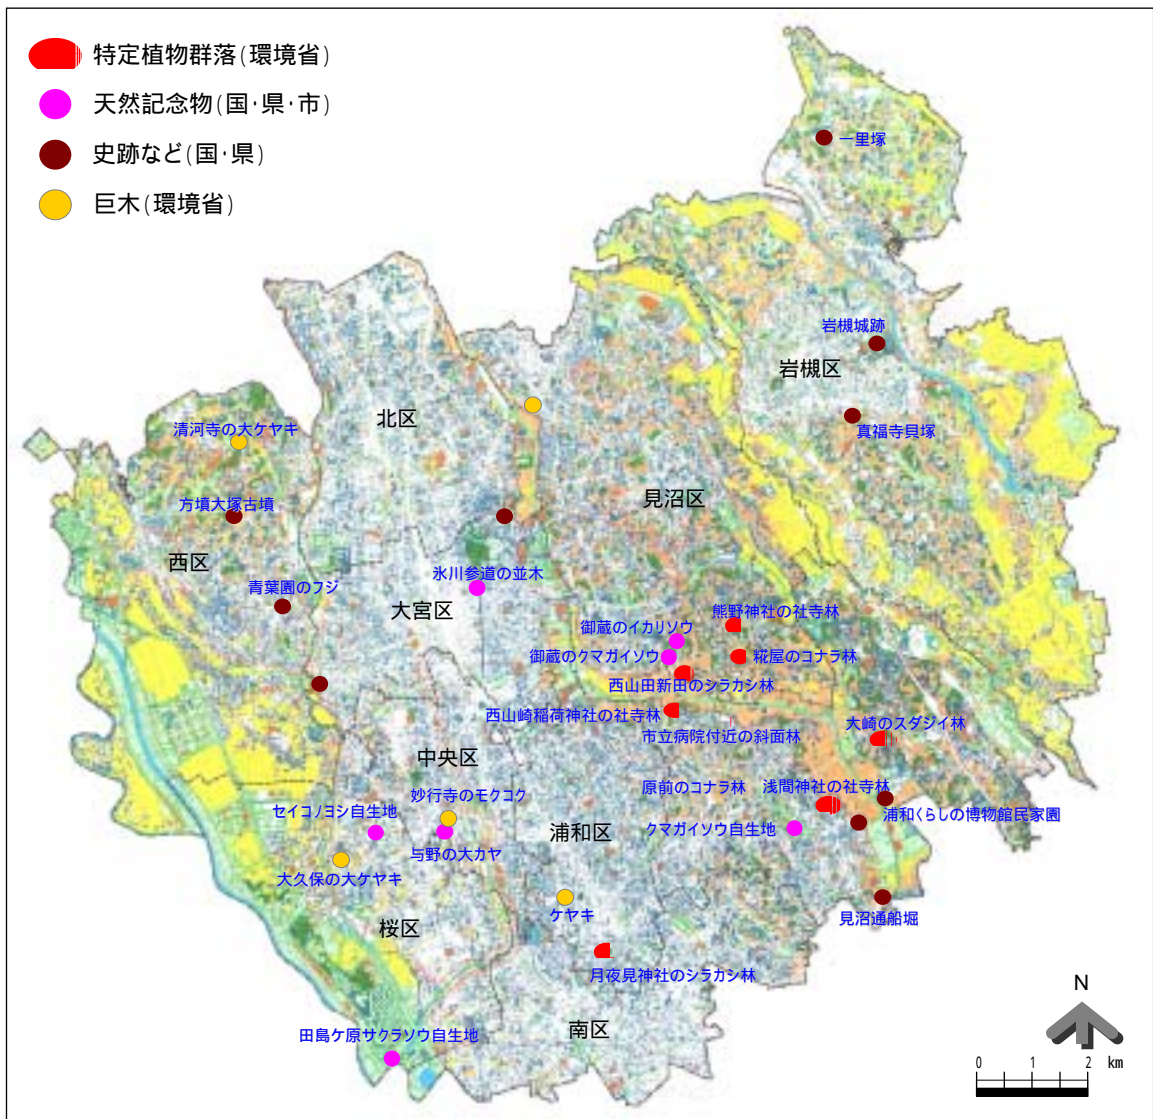 特定植物群落(環境省)
天然記念物(国･県･市)
史跡など(国･県)
巨木(環境省)
一里塚
岩槻城跡
岩槻区
北区
清河寺の大ケヤキ
真福寺貝塚
見沼区
方墳大塚古墳
西区
氷川参道の並木
青葉園のフジ
大宮区
熊野神社の社寺林
御蔵のイカリソウ
御蔵のクマガイソウ
糀屋のコナラ林
西山田新田のシラカシ林
西山崎稲荷神社の社寺林
大崎のスダジイ林
市立病院付近の斜面林
中央区
原前のコナラ林
浅間神社の社寺林
妙行寺のモクコク
セイコノヨシ自生地
浦和くらしの博物館民家園
浦和区
クマガイソウ自生地
与野の大カヤ
大久保の大ケヤキ
ケヤキ
見沼通船堀
桜区
月夜見神社のシラカシ林
N
南区
田島ケ原サクラソウ自生地
0 1 2 km